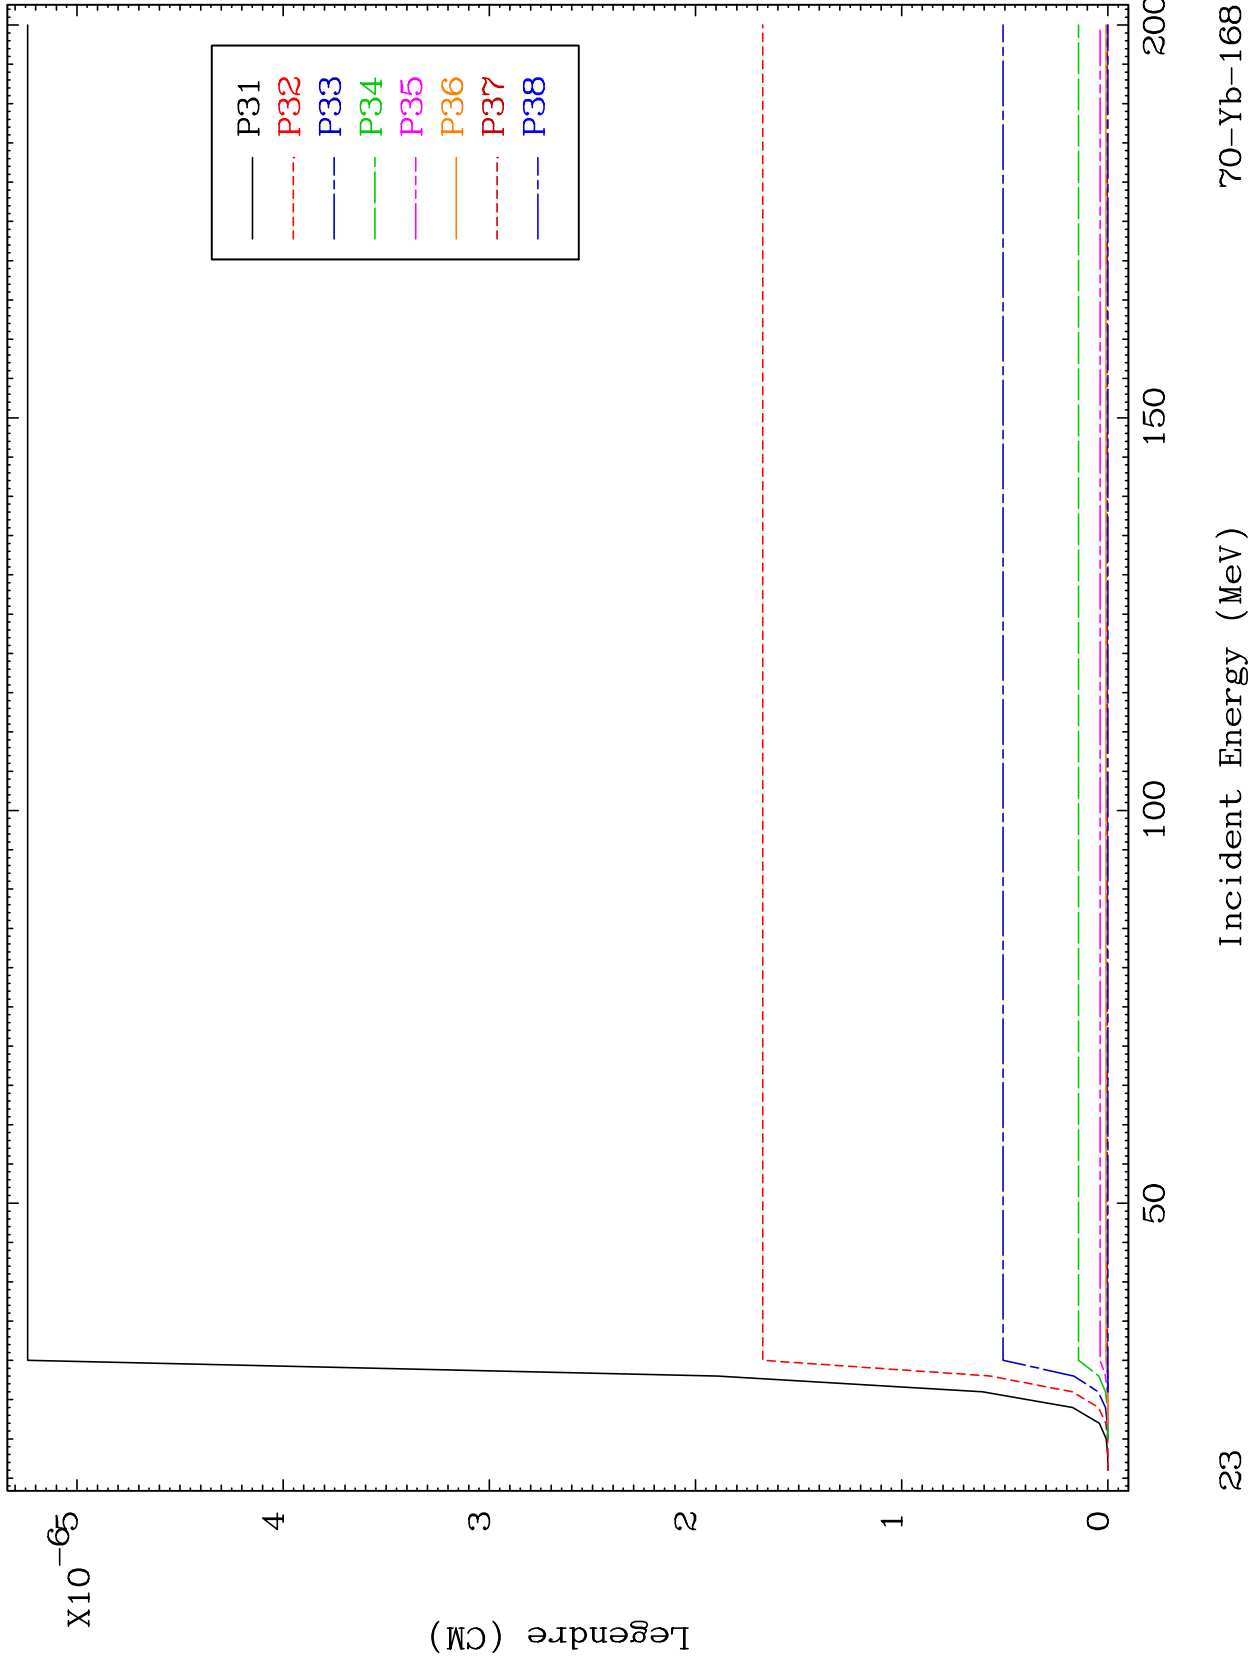 X10-6
5
4
3
2
1
0
Legendre (CM)
P31
P32
P33
P34
P35
P36
P37
P38
50
100
150
200
Incident Energy (MeV)
23
70-Yb-168